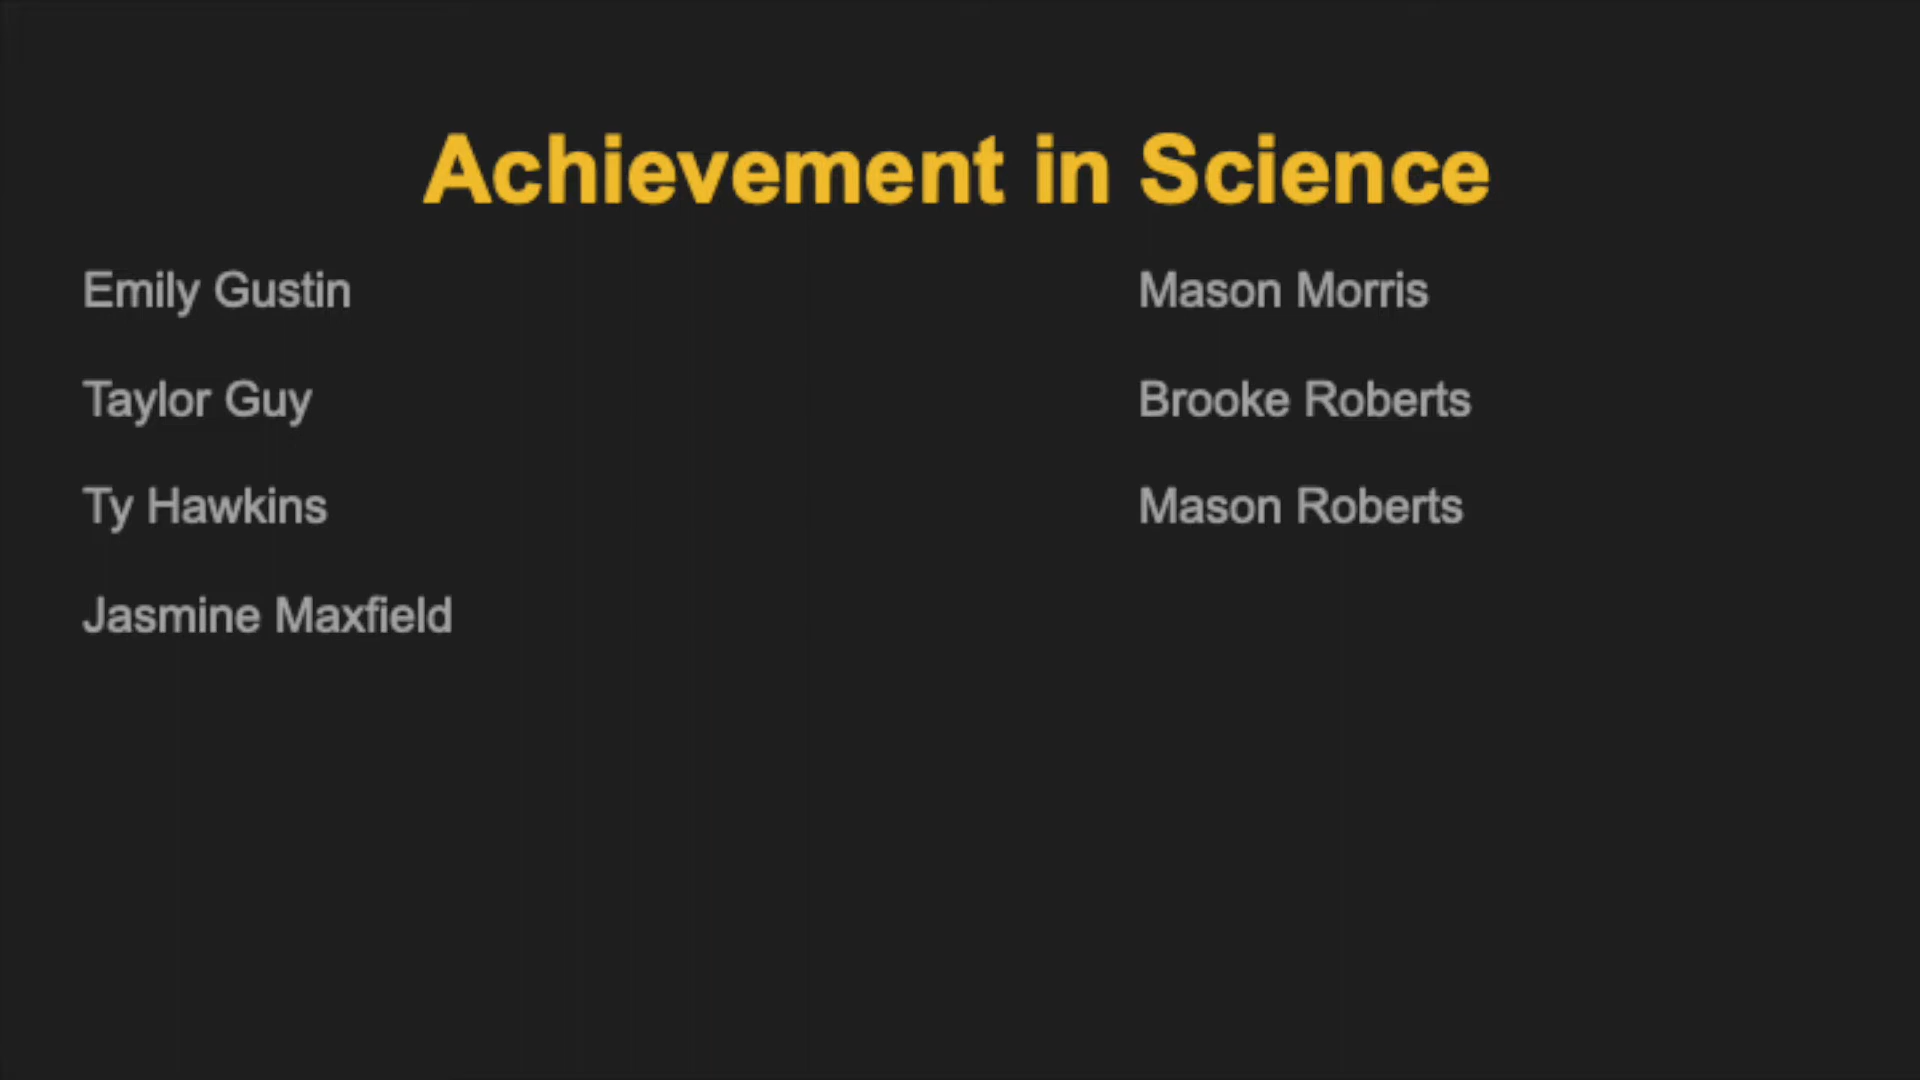 Achievement in Science
Emily Gustin
Taylor Guy
Ty Hawkins
Jasmine Maxfield
Mason Morris
Brooke Roberts
Mason Roberts